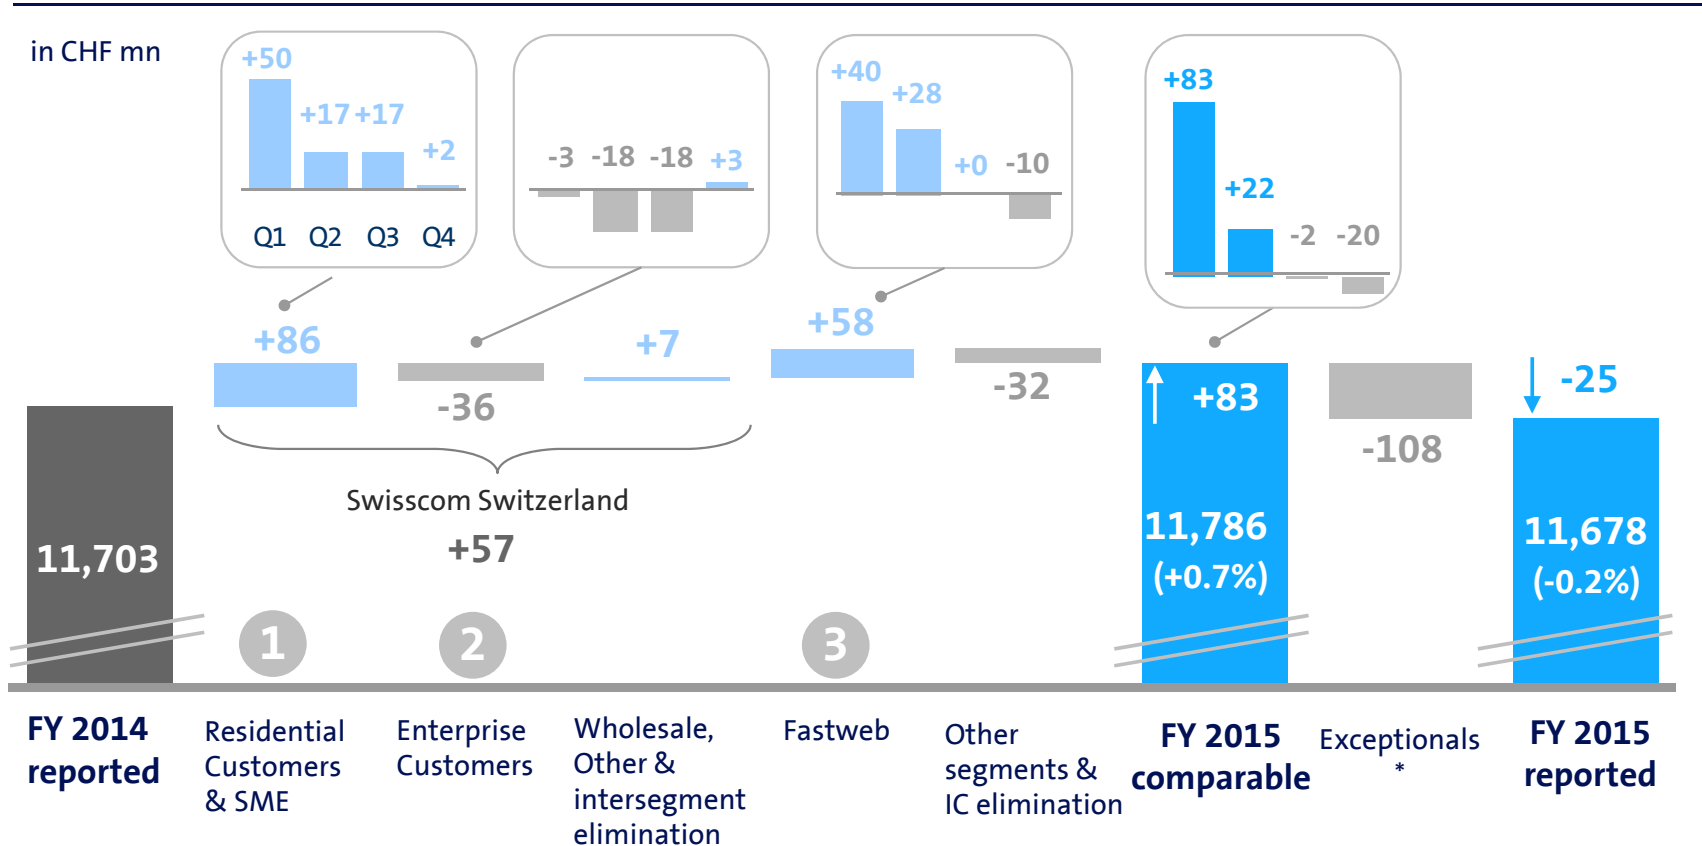 in CHF mn
+50
+17 +17
+2
Q1 Q2 Q3 Q4
-3 -18 -18 +3
+40
+28
+0 -10
+83
+22
-2 -20
+86
-36
+7
+58
-32
+83
-108
-25
Swisscom Switzerland
+57
11,703
11,786
(+0.7%)
11,678
(-0.2%)
1
2
3
FY 2014
reported
Residential
Customers
& SME
Enterprise
Customers
Wholesale,
Other &
intersegment
elimination
Fastweb
Other
segments &
IC elimination
FY 2015
comparable
Exceptionals
*
FY 2015
reported